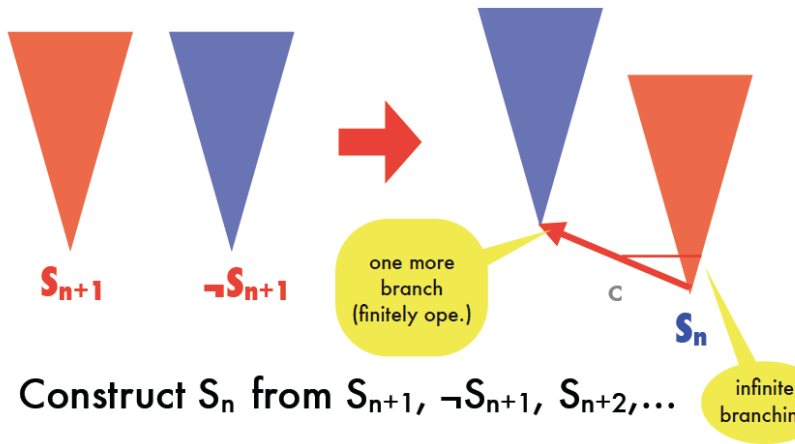 Sn+1
¬Sn+1
one more
branch
(finitely ope.)
C
Sn
Construct Sn from Sn+1, ¬Sn+1, Sn+2,...
infinite
branchin